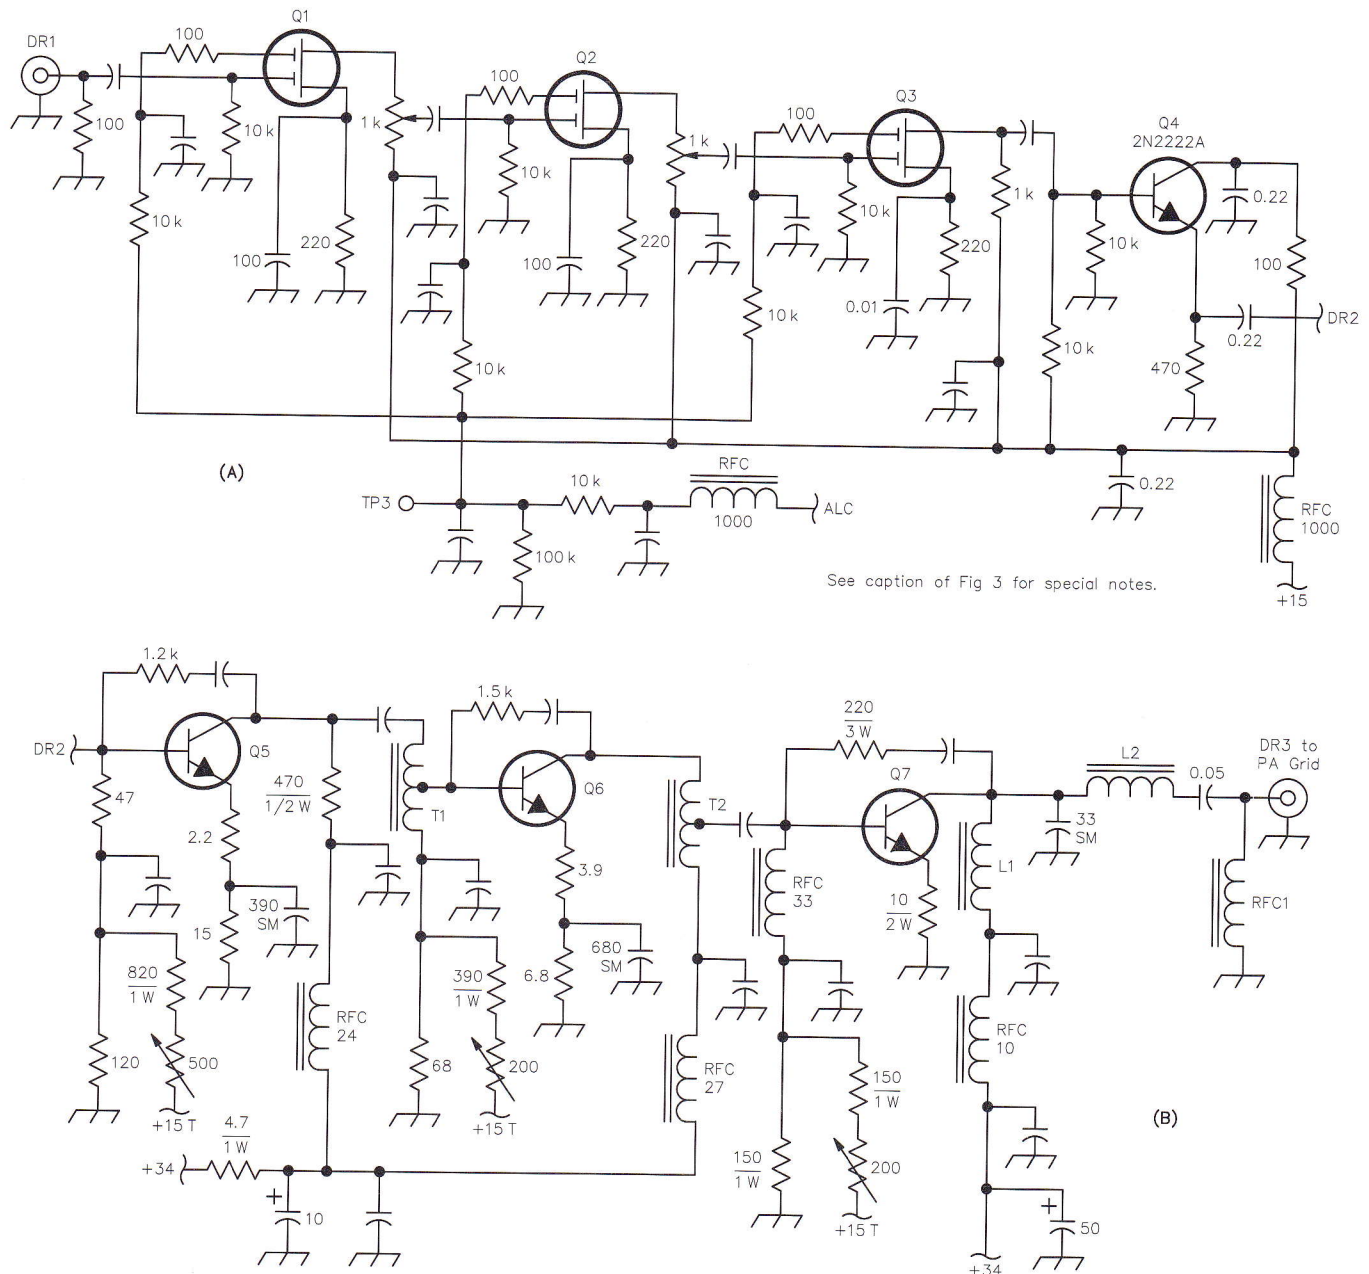 DR1
100
Q1
100
10 k
10 k
1 k
100
220
Q2
100
10 k
10 k
1 k
100
220
Q3
100
10 k
10 k
1 k
0.01
220
Q4
2N2222A
10 k
10 k
0.22
100
0.22
470
DR2
(A)
TP3
100 k
10 k
RFC
1000
ALC
0.22
RFC
1000
+15
See caption of Fig 3 for special notes.
1.2 k
DR2
Q5
47
2.2
390
SM
15
820
1 W
120
500
+15 T
470
1/2 W
RFC
24
4.7
1 W
+34
+
10
T1
1.5 k
Q6
3.9
680
SM
6.8
390
1 W
68
200
+15 T
T2
RFC
27
220
3 W
Q7
RFC
33
10
2 W
150
1 W
150
1 W
200
+15 T
L1
RFC
10
33
SM
L2
0.05
DR3 to
PA Grid
RFC1
(B)
+
50
+34